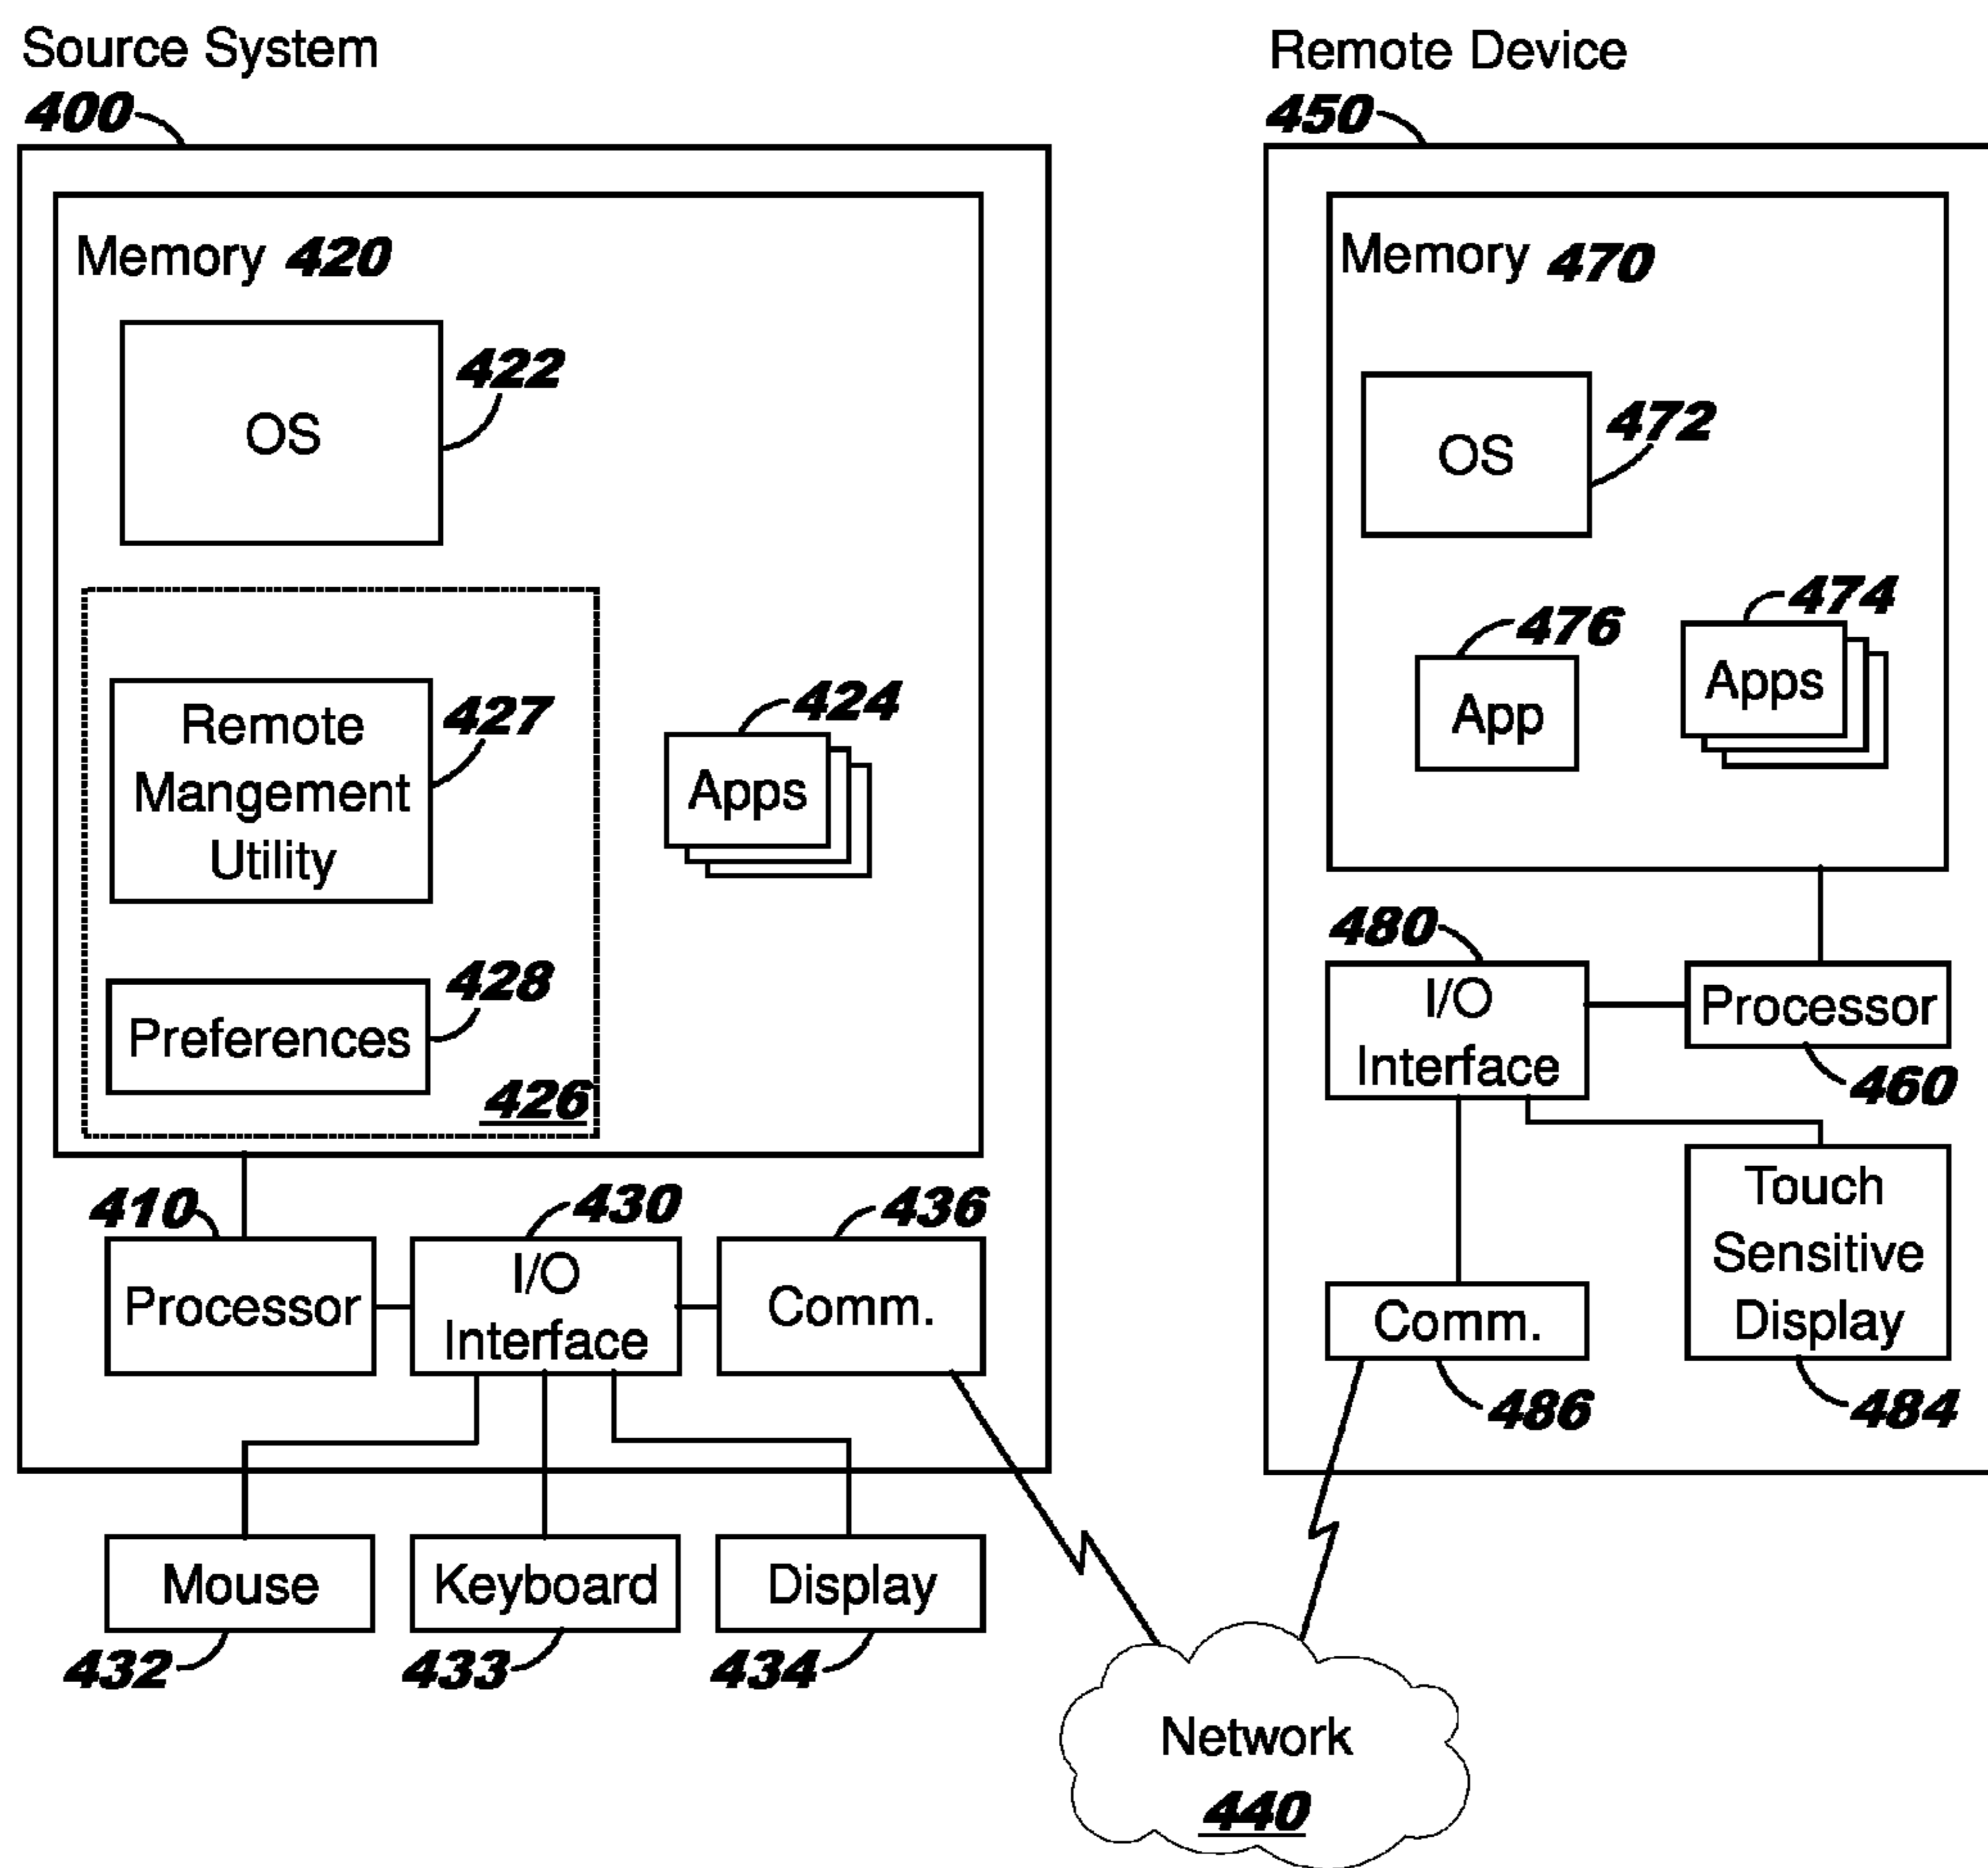 Source System
400
Memory 420
OS
422
Remote
Mangement
Utility
427
Apps
424
Preferences
428
426
410
Processor
430
I/O
Interface
436
Comm.
Mouse
432
Keyboard
433
Display
434
Remote Device
450
Memory 470
OS
472
476
App
474
Apps
480
I/O
Interface
Processor
460
Comm.
486
Touch
Sensitive
Display
484
Network
440